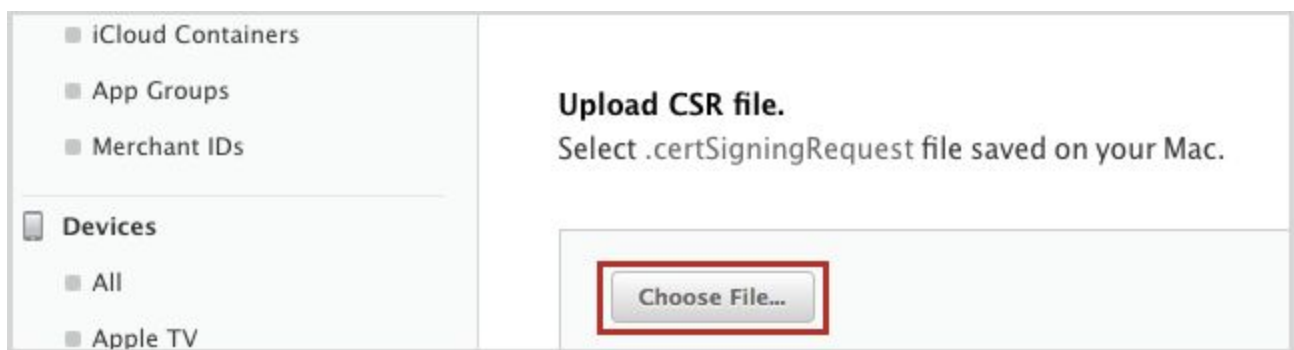 iCloud Containers
App Groups
Merchant IDs
Devices
All
Apple TV
Upload CSR file.
Select .certSigningRequest file saved on your Mac.
Choose File...